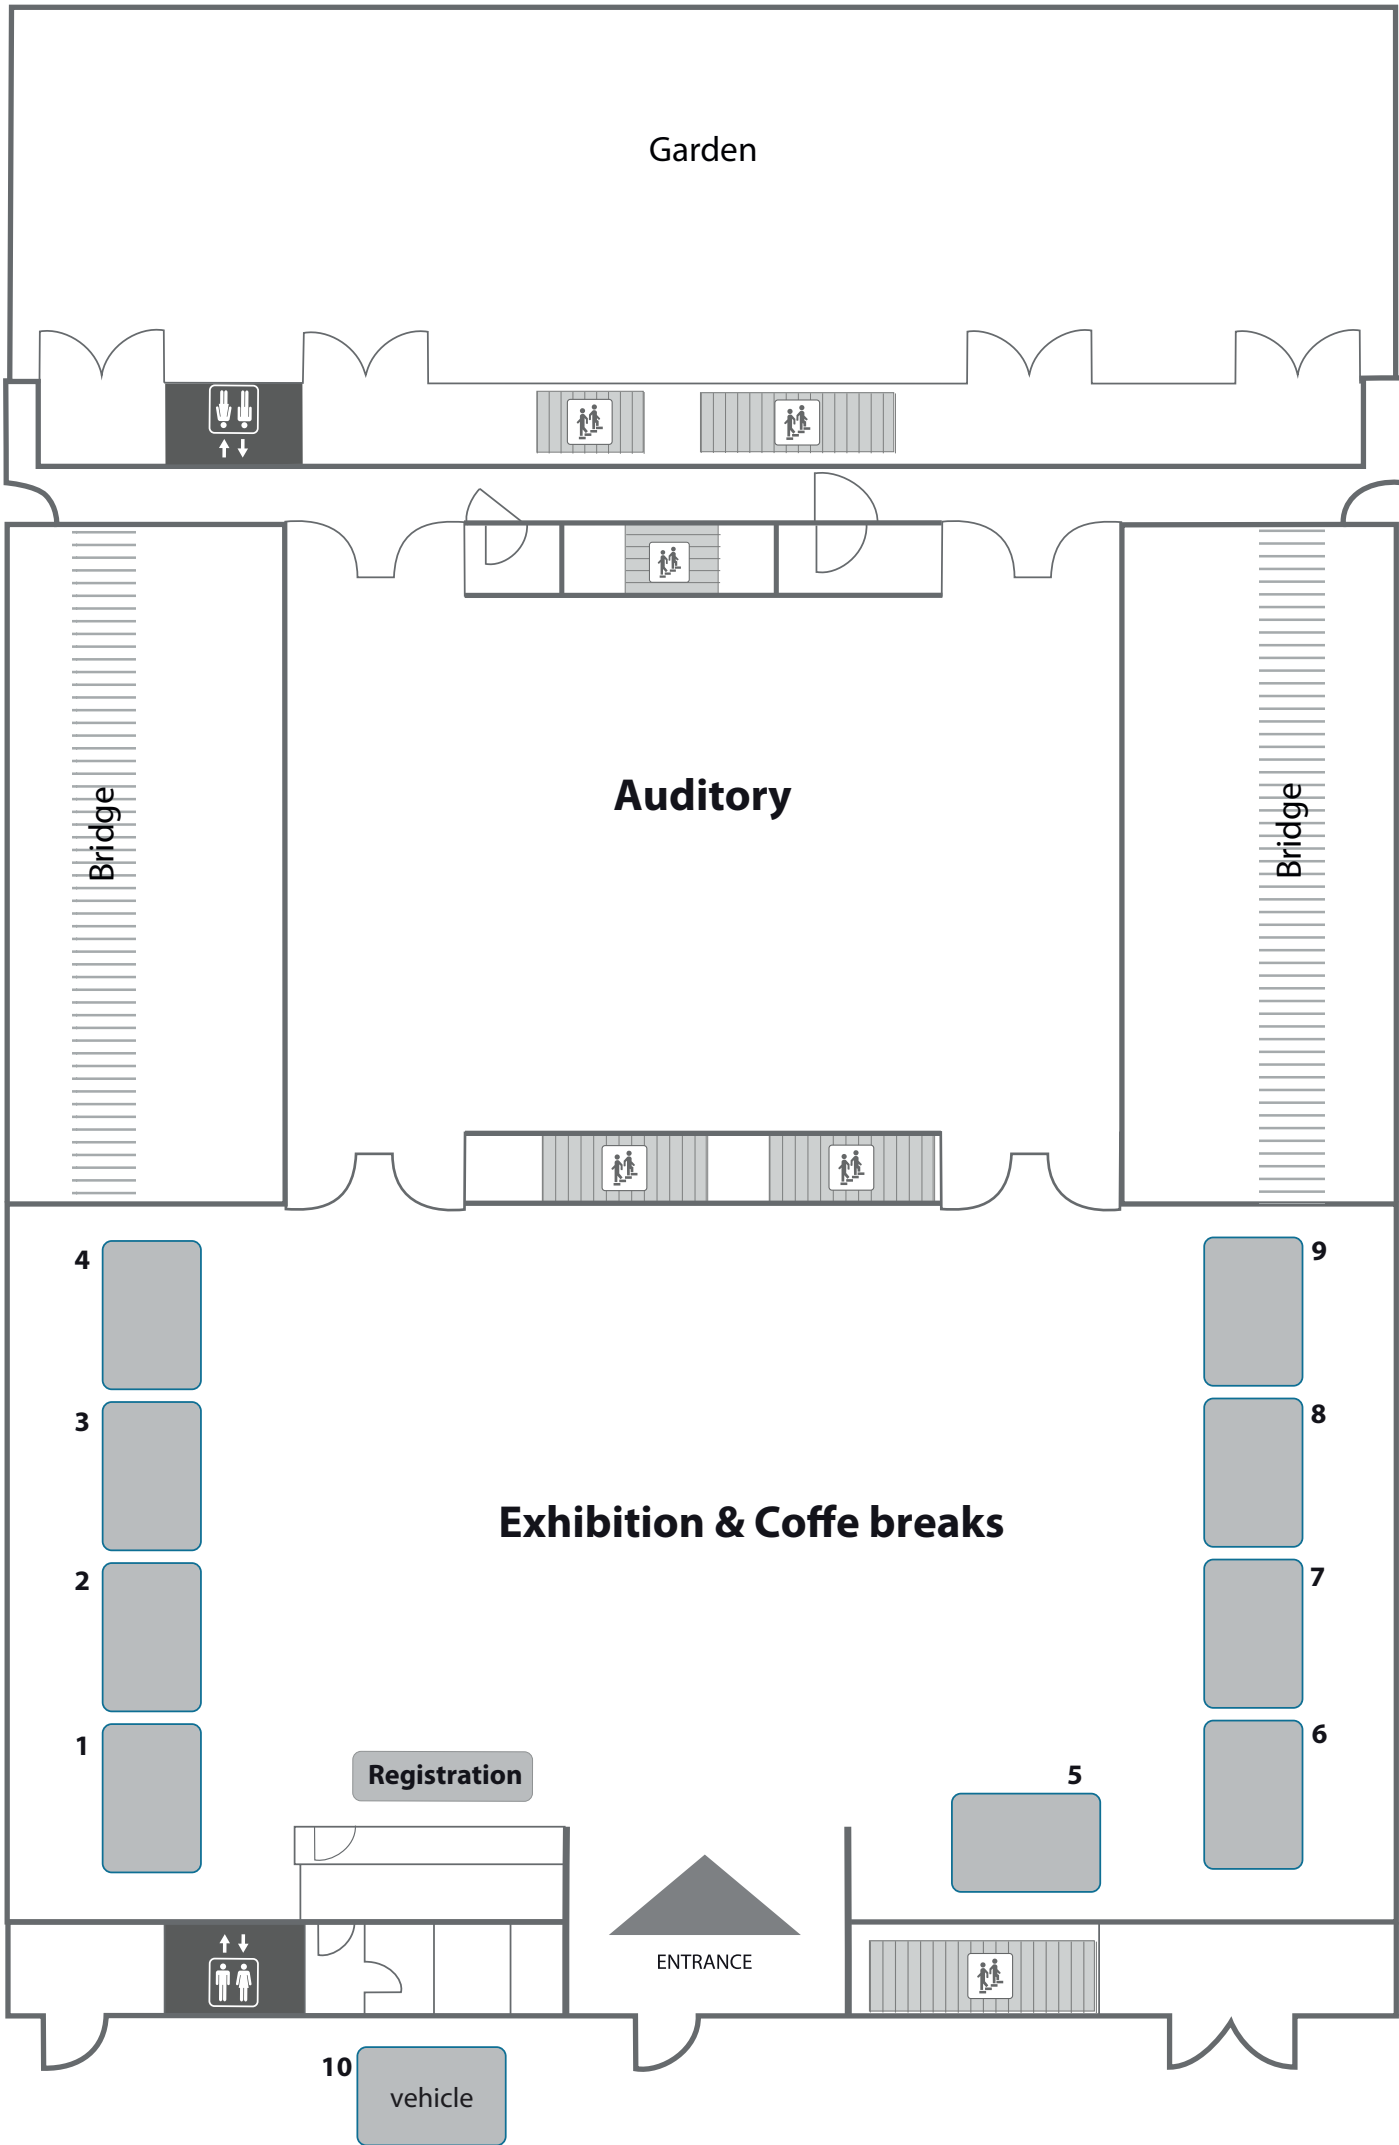 Garden
Auditory
Bridge
Bridge
4
9
3
8
Exhibition & Coffe breaks
2
7
1
6
Registration
5
ENTRANCE
10
vehicle